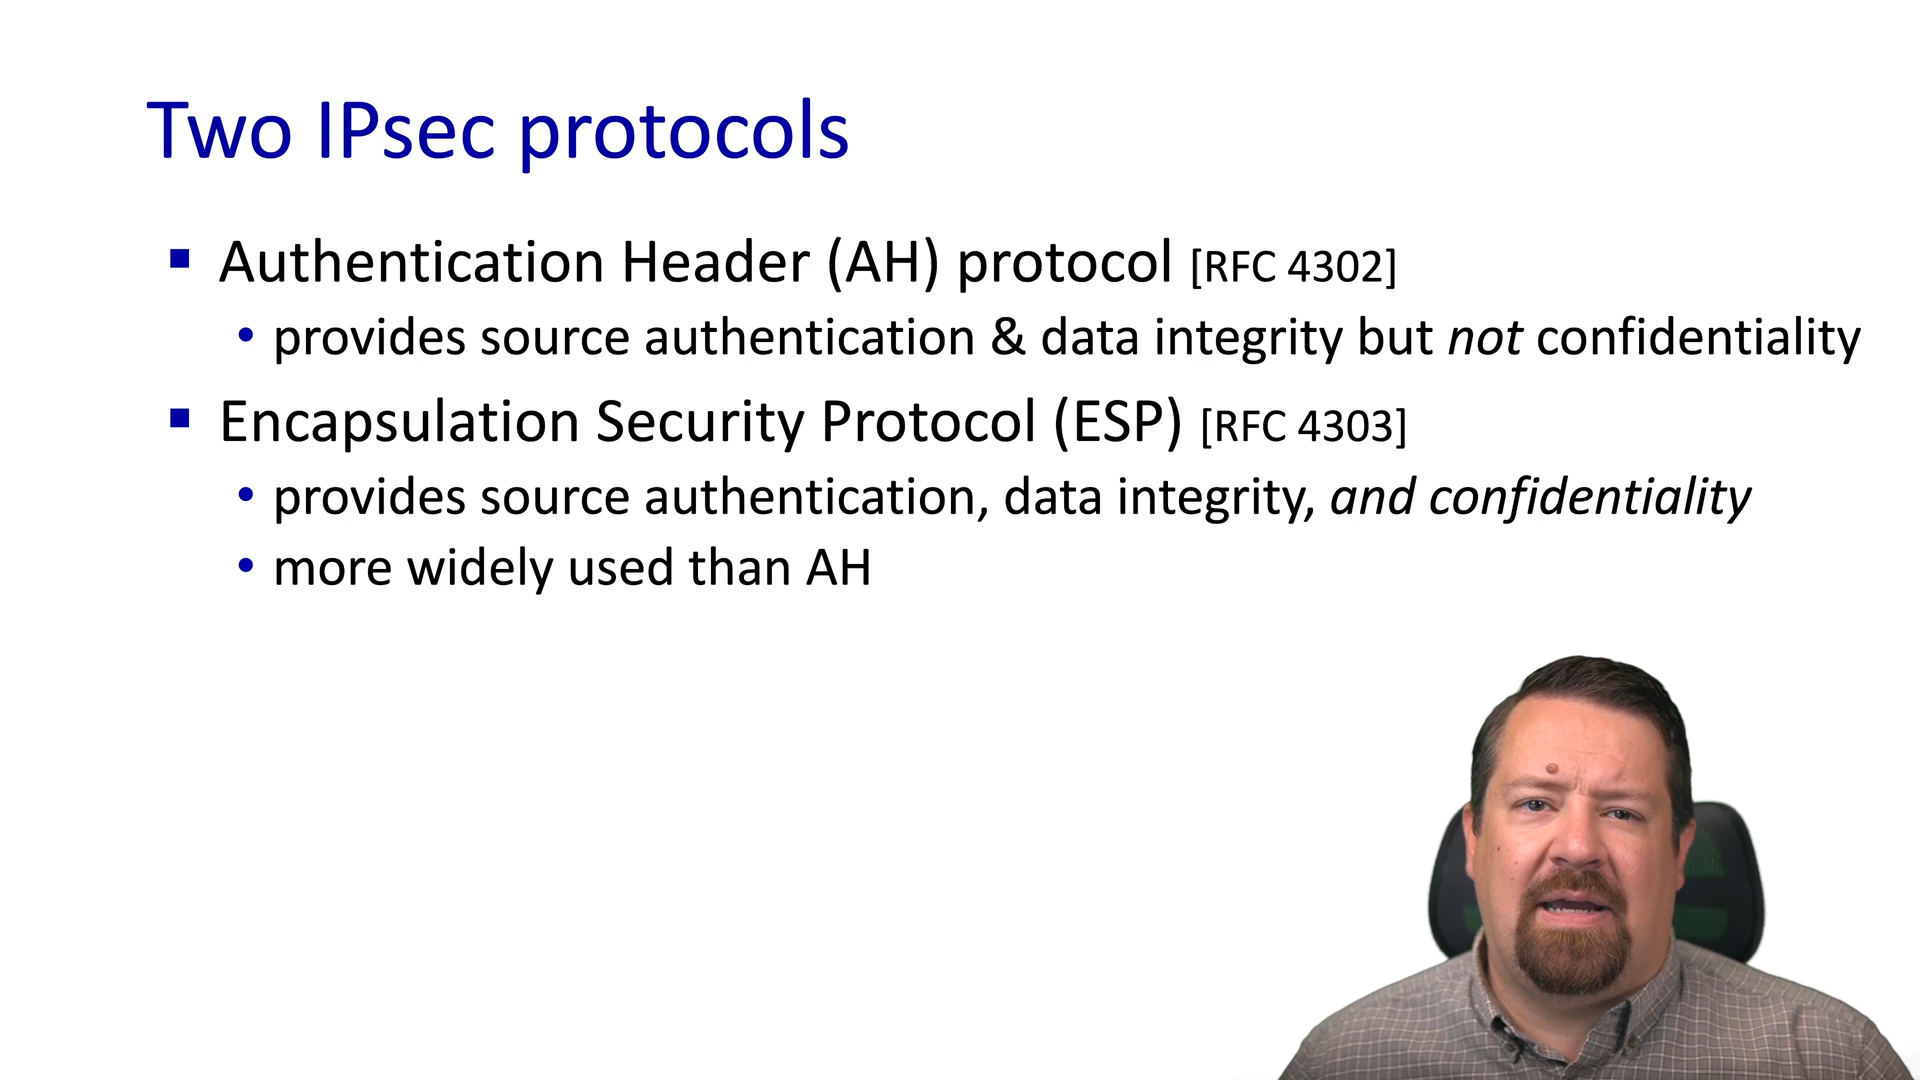 Two IPsec protocols
Authentication Header (AH) protocol [RFC 4302]
provides source authentication & data integrity but not confidentiality
Encapsulation Security Protocol (ESP) [RFC 4303]
provides source authentication, data integrity, and confidentiality
more widely used than AH